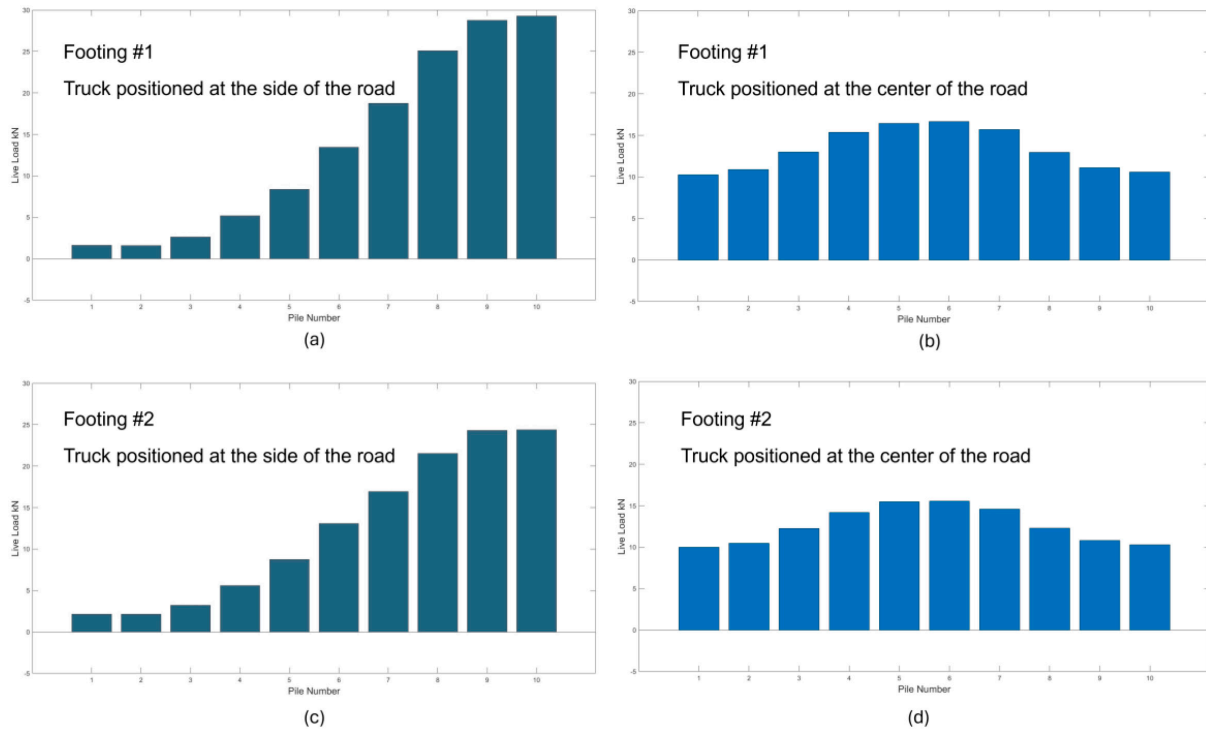 30
25
20
15
10
5
0
-5
Live Load kN
Footing #1
Truck positioned at the side of the road
1 2 3 4 5 6 7 8 9 10
Pile Number
(a)
30
25
20
15
10
5
0
-5
Live Load kN
Footing #1
Truck positioned at the center of the road
1 2 3 4 5 6 7 8 9 10
Pile Number
(b)
30
25
20
15
10
5
0
-5
Live Load kN
Footing #2
Truck positioned at the side of the road
1 2 3 4 5 6 7 8 9 10
Pile Number
(c)
30
25
20
15
10
5
0
-5
Live Load kN
Footing #2
Truck positioned at the center of the road
1 2 3 4 5 6 7 8 9 10
Pile Number
(d)